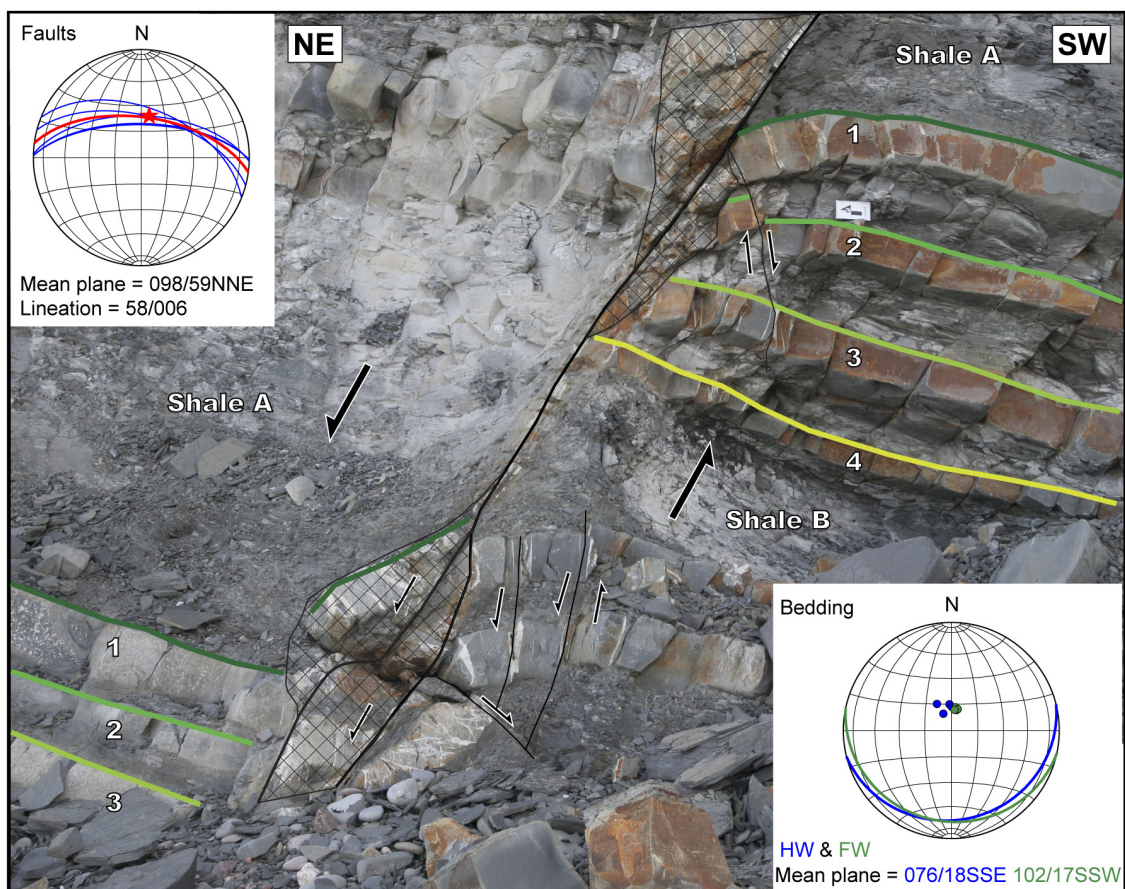 Faults
N
Mean plane = 098/59NNE
Lineation = 58/006
NE
SW
Shale A
1
2
3
4
Shale A
Shale B
1
2
3
Bedding
N
HW & FW
Mean plane = 076/18SSE 102/17SSW